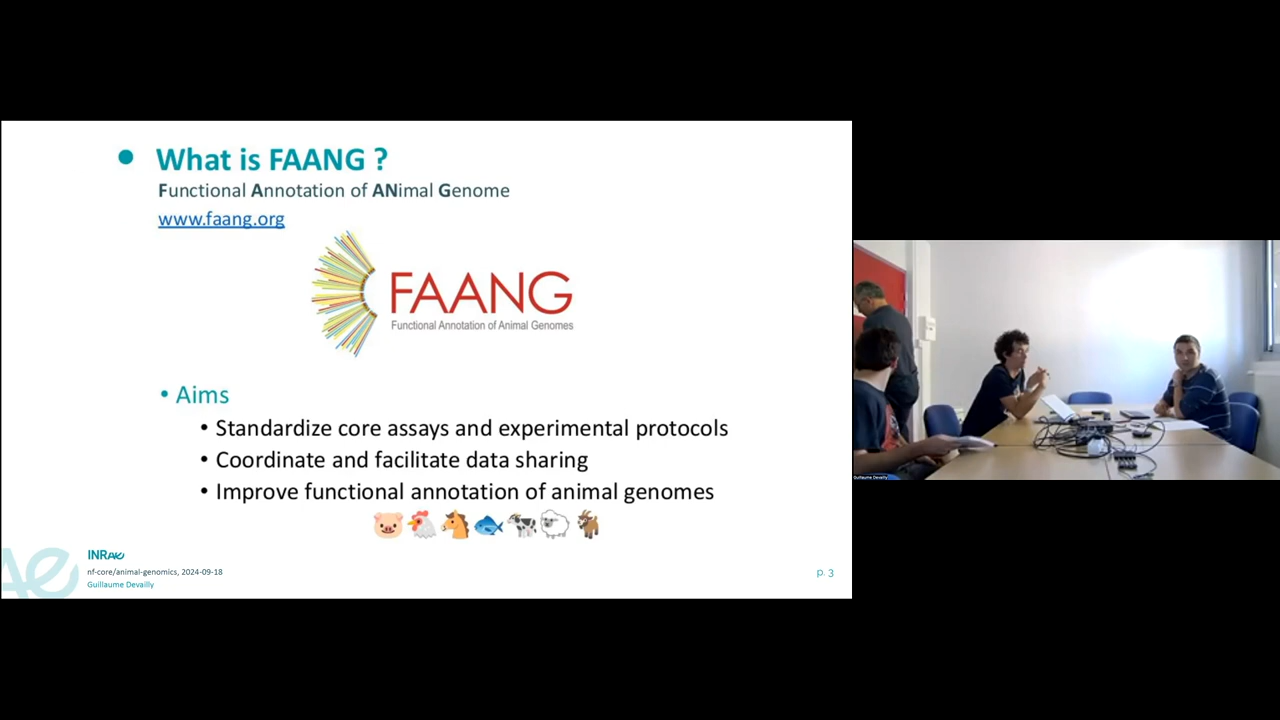 What is FAANG ?
Functional Annotation of ANimal Genome
www.faang.org
FAANG
Functional Annotation of Animal Genomes
• Aims
• Standardize core assays and experimental protocols
• Coordinate and facilitate data sharing
• Improve functional annotation of animal genomes
INRAE
nf-core/animal-genomics, 2024-09-18
Guillaume Devailly
p. 3
Guillaume Devailly